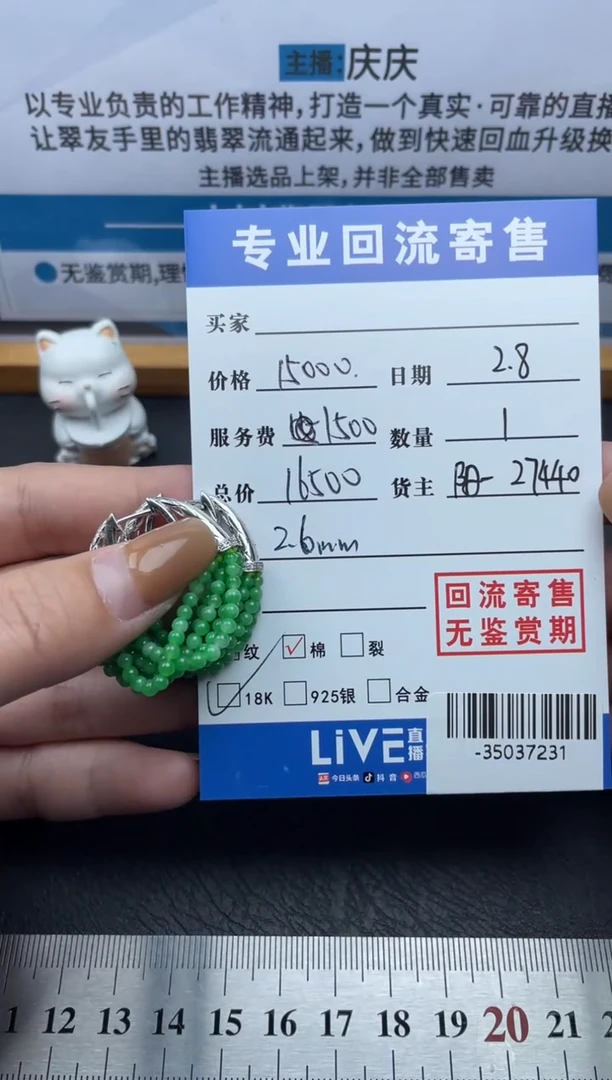 主播:庆庆
以专业负责的工作精神,打造一个真实·可靠的直播
让翠友手里的翡翠流通起来,做到快速回血升级换
主播选品上架,并非全部售卖
无鉴赏期,理
专业回流寄售
买家
价格 15000. 日期 2.8
服务费 1500 数量 1
总价 16500 货主 27440
2.6mm
回流寄售
无鉴赏期
纹 ✓棉 裂
18K 925银 合金
LiVE直播
今日头条 抖音 西瓜
-35037231
11 12 13 14 15 16 17 18 19 20 21